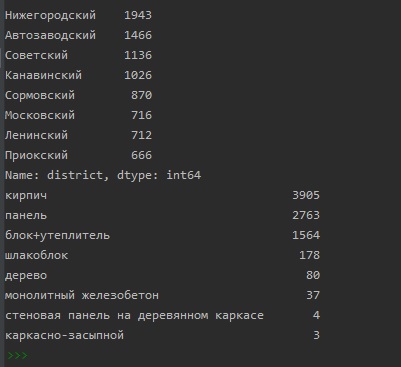 Нижегородский 1943
Автозаводский 1466
Советский 1136
Канавинский 1026
Сормовский 870
Московский 716
Ленинский 712
Приокский 666
Name: district, dtype: int64
кирпич 3905
панель 2763
блок+утеплитель 1564
шлакоблок 178
дерево 80
монолитный железобетон 37
стеновая панель на деревянном каркасе 4
каркасно-засыпной 3
>>>